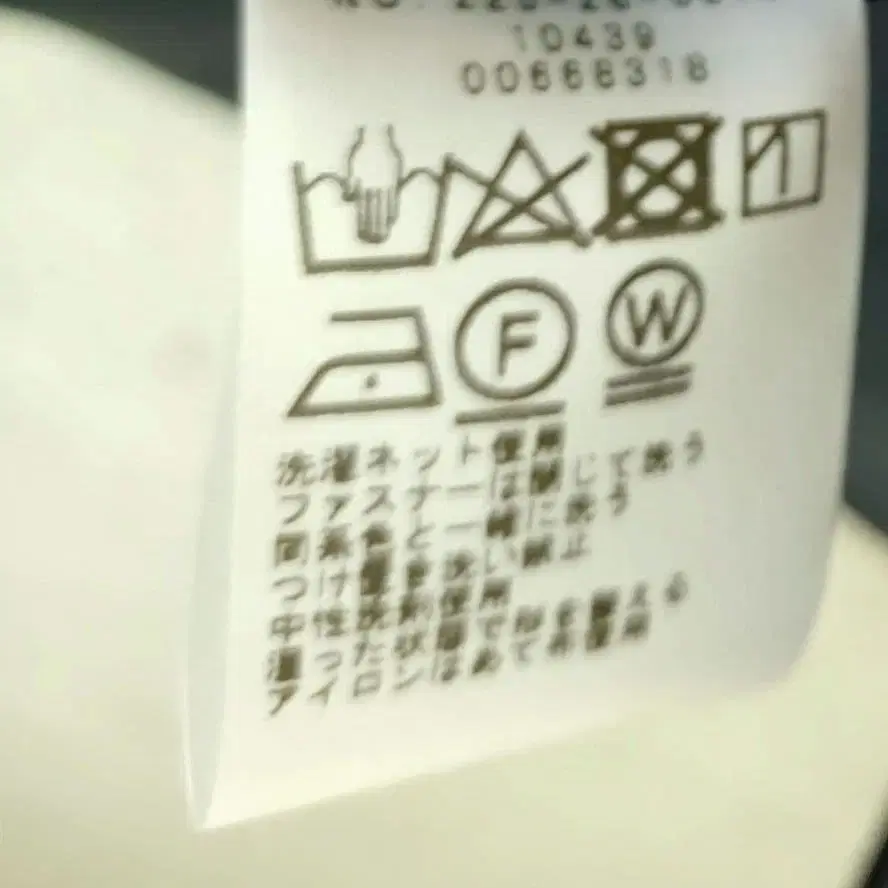 10439
00668318
F W
洗濯ネット使用
ファスナーは閉じて洗う
同系色と一緒に洗う
つけ置き洗い禁止
中性洗剤使用
湿った状態で形を整える
アイロンはあて布使用